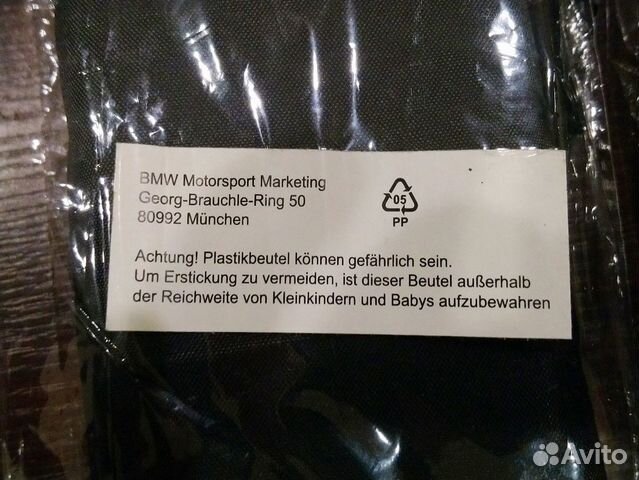 BMW Motorsport Marketing
Georg-Brauchle-Ring 50
80992 München
05
PP
Achtung! Plastikbeutel können gefährlich sein.
Um Erstickung zu vermeiden, ist dieser Beutel außerhalb
der Reichweite von Kleinkindern und Babys aufzubewahren
Avito